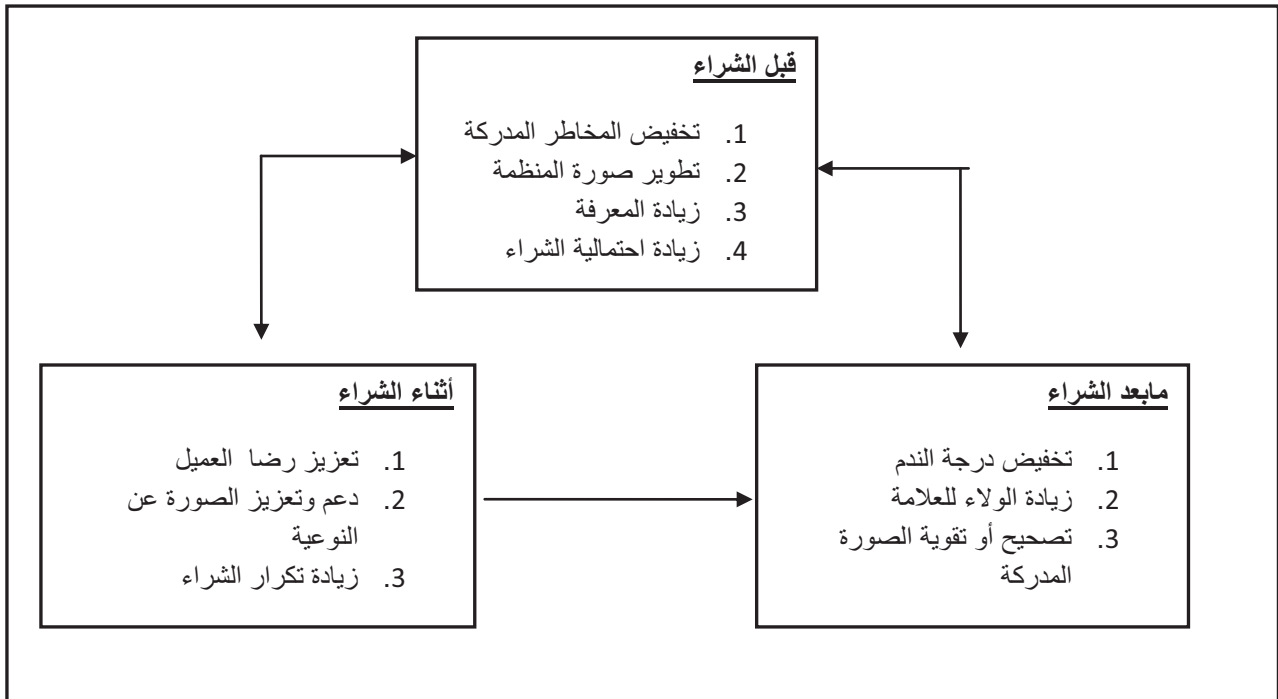 قبل الشراء
1. تخفيض المخاطر المدركة
2. تطوير صورة المنظمة
3. زيادة المعرفة
4. زيادة احتمالية الشراء
أثناء الشراء
1. تعزيز رضا العميل
2. دعم وتعزيز الصورة عن
النوعية
3. زيادة تكرار الشراء
مابعد الشراء
1. تخفيض درجة الندم
2. زيادة الولاء للعلامة
3. تصحيح أو تقوية الصورة
المدركة